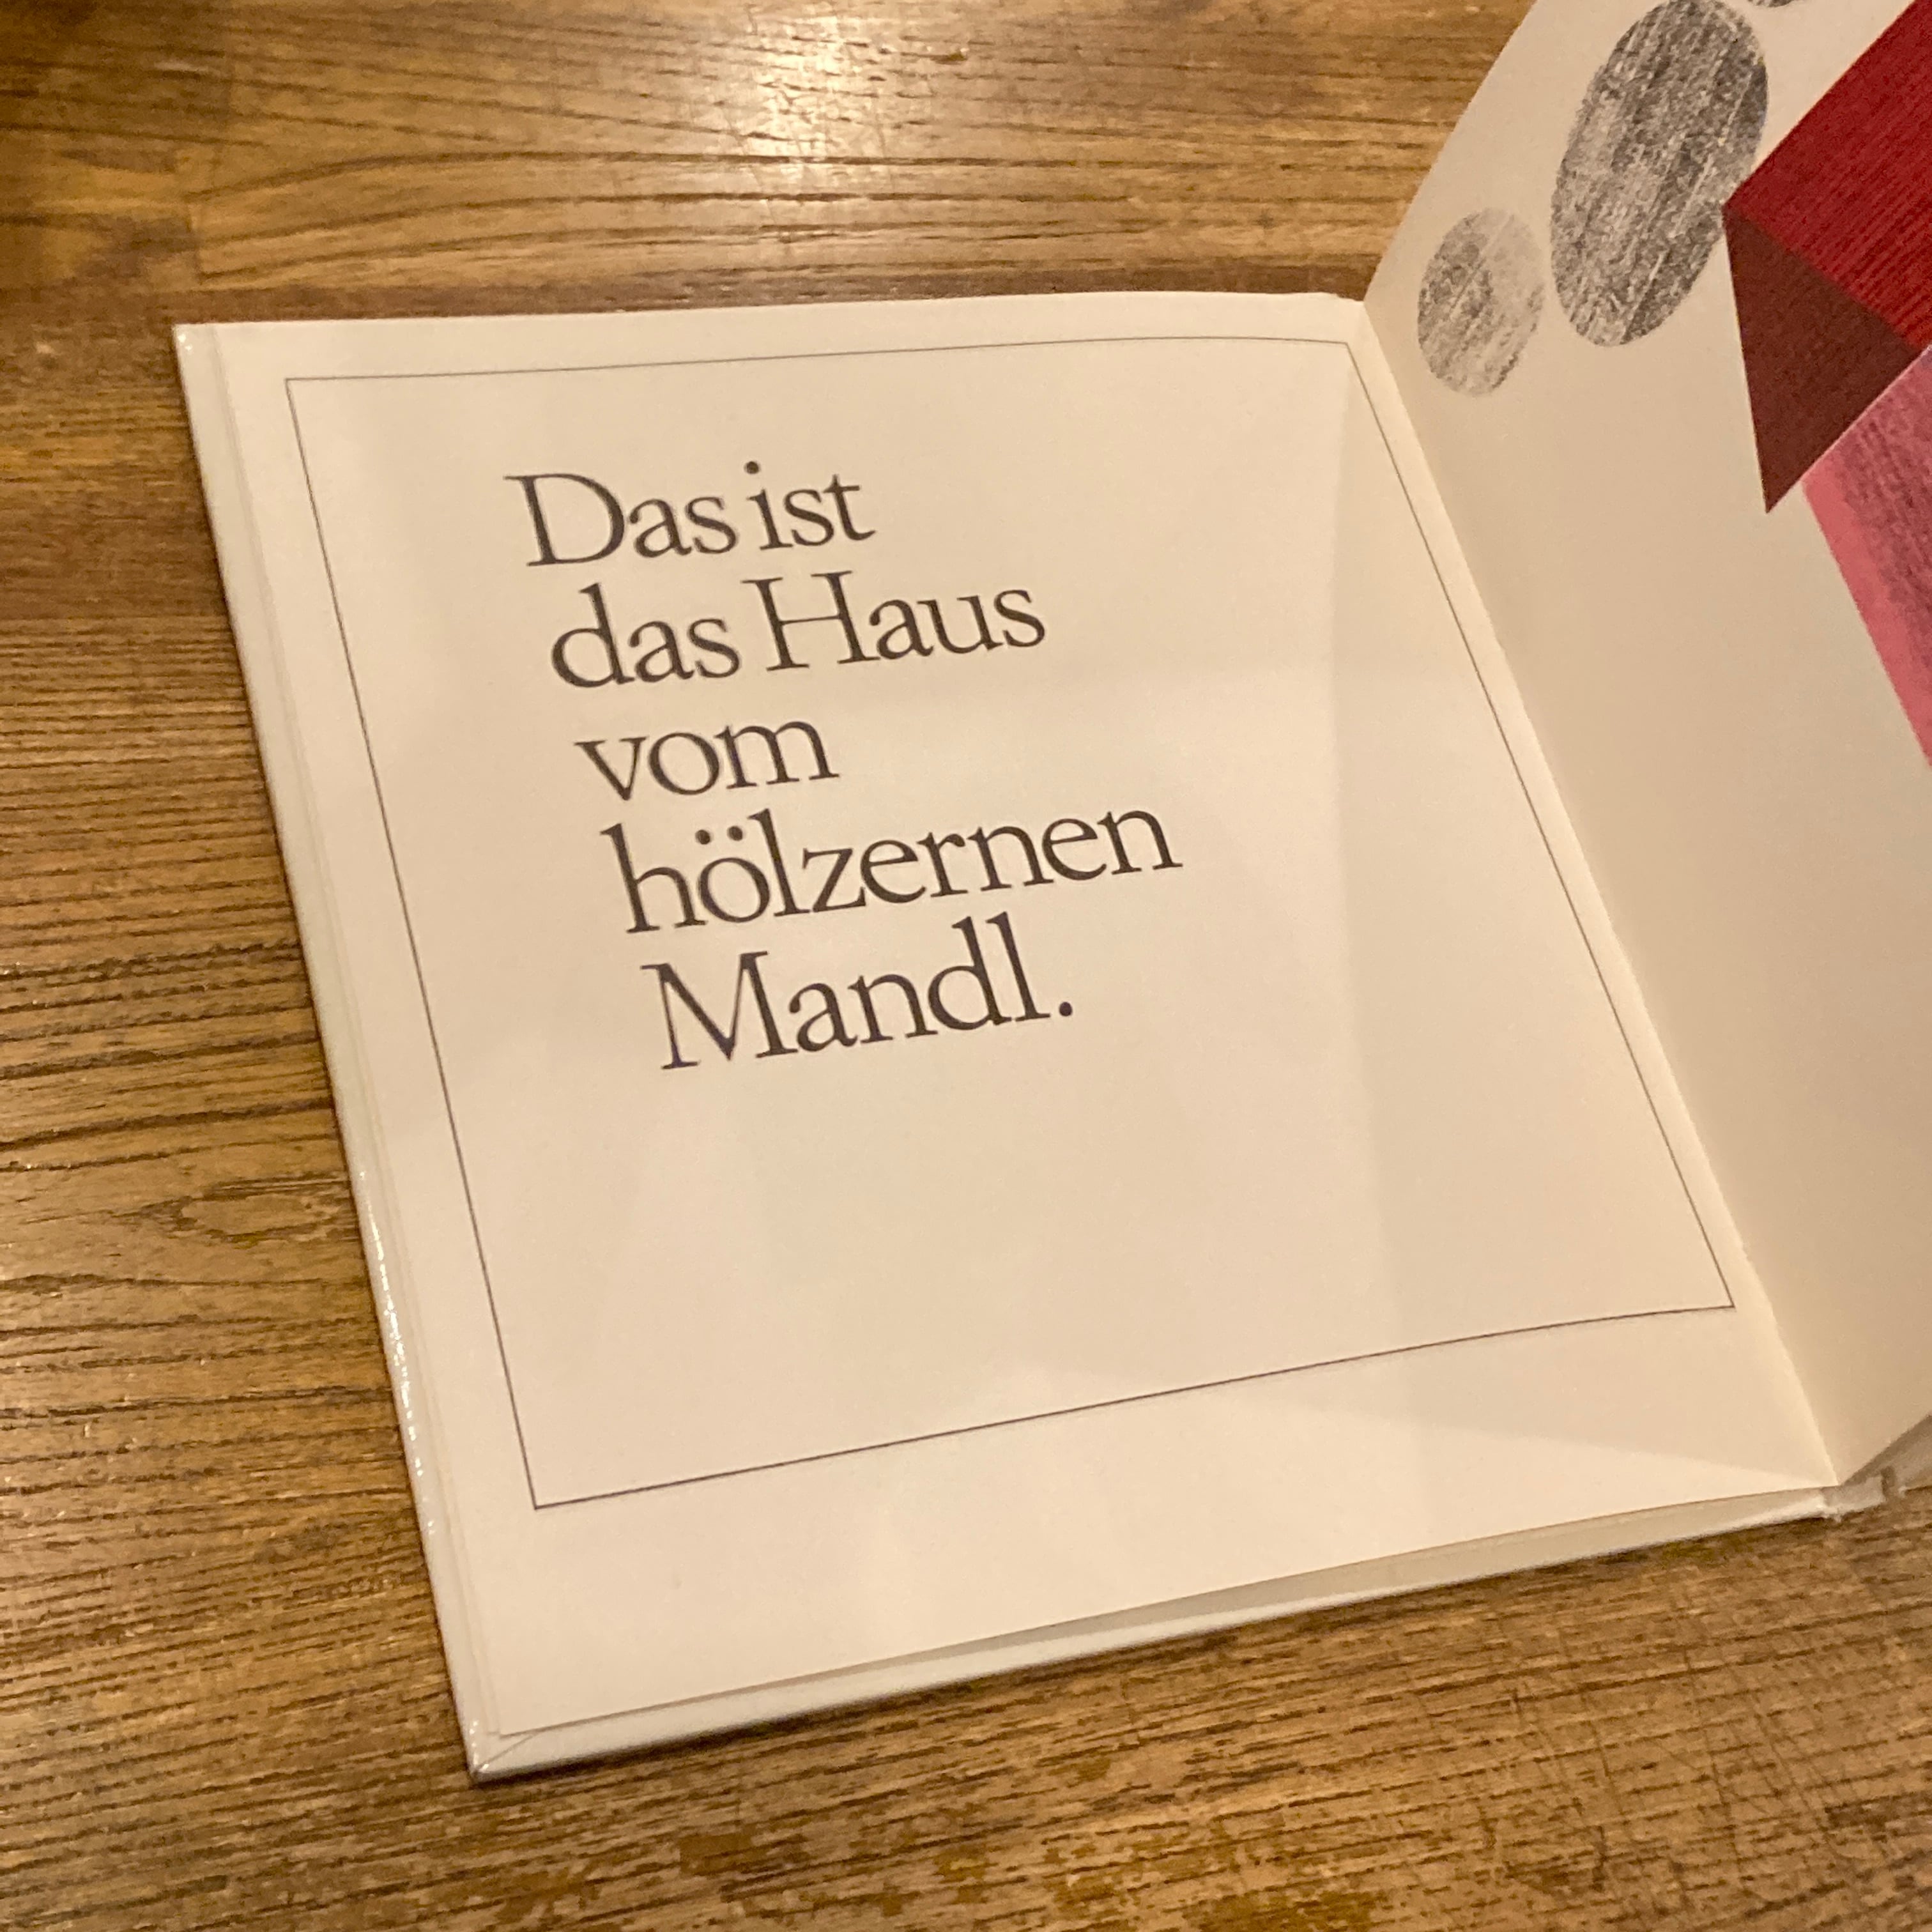 Das ist
das Haus
vom
hölzernen
Mandl.